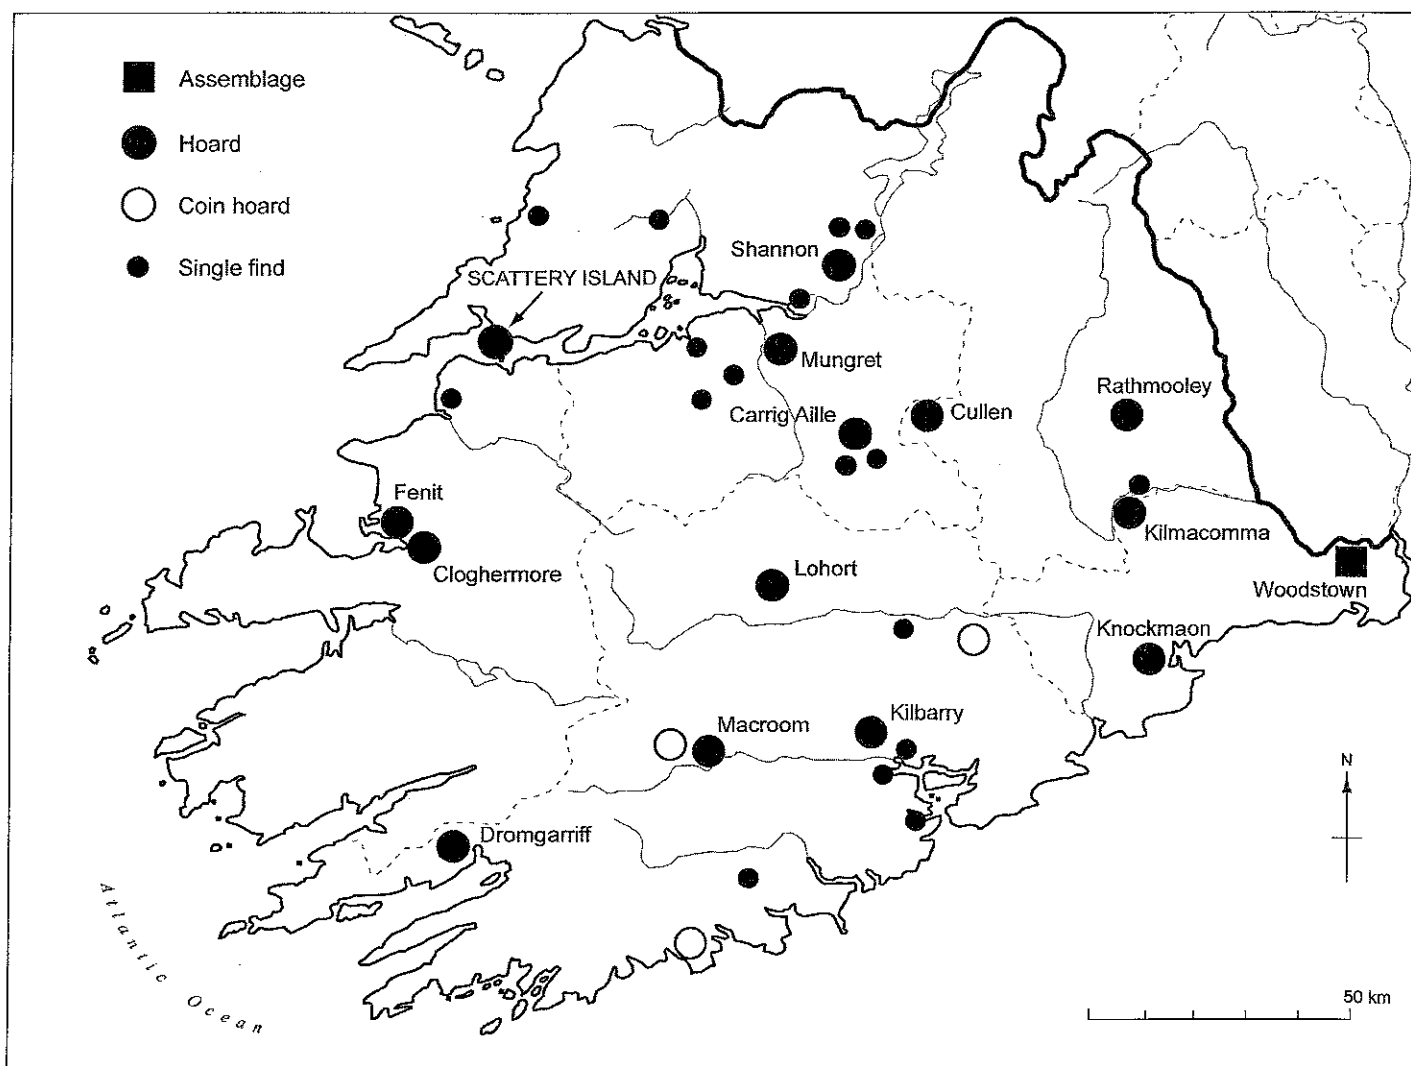 Assemblage
Hoard
Coin hoard
Single find
Shannon
SCATTERY ISLAND
Mungret
Rathmooley
Carrig Aille
Cullen
Fenit
Kilmacomma
Cloghermore
Lohort
Woodstown
Knockmaon
Macroom
Kilbarry
N
Dromgarriff
Atlantic Ocean
50 km